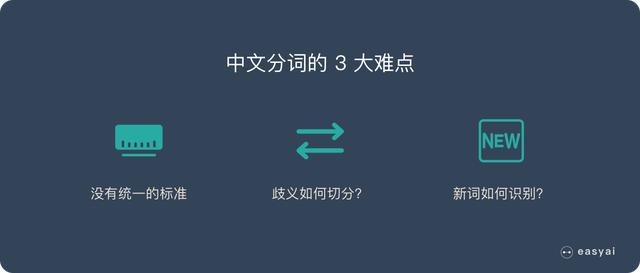 中文分词的 3 大难点
NEW
没有统一的标准
歧义如何切分?
新词如何识别?
easyai